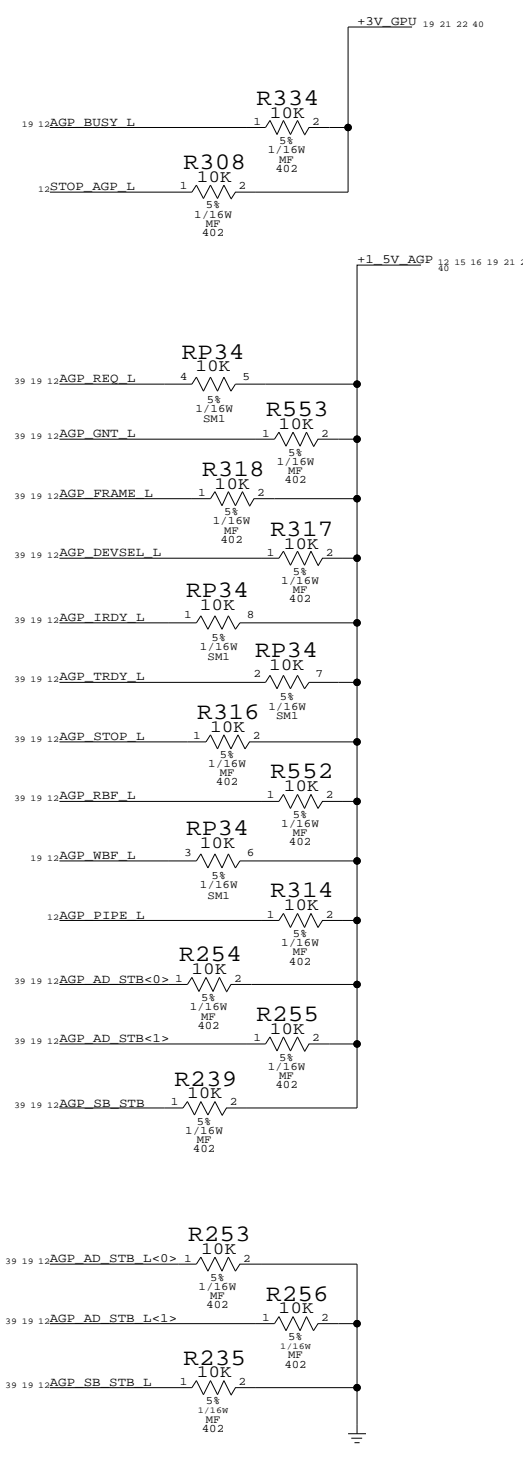 +3V_GPU 19 21 22 40
R334
10K
19 12 AGP_BUSY_L 1 2
5%
1/16W
MF
402
R308
10K
12 STOP_AGP_L 1 2
5%
1/16W
MF
402
+1_5V_AGP 12 15 16 19 21 2
40
RP34
10K
39 19 12 AGP_REQ_L 4 5
5%
1/16W
SM1
R553
10K
39 19 12 AGP_GNT_L 1 2
5%
1/16W
MF
402
R318
10K
39 19 12 AGP_FRAME_L 1 2
5%
1/16W
MF
402
R317
10K
39 19 12 AGP_DEVSEL_L 1 2
5%
1/16W
MF
402
RP34
10K
39 19 12 AGP_IRDY_L 1 8
5%
1/16W
SM1
RP34
10K
39 19 12 AGP_TRDY_L 2 7
5%
1/16W
SM1
R316
10K
39 19 12 AGP_STOP_L 1 2
5%
1/16W
MF
402
R552
10K
39 19 12 AGP_RBF_L 1 2
5%
1/16W
MF
402
RP34
10K
19 12 AGP_WBF_L 3 6
5%
1/16W
SM1
R314
10K
12 AGP_PIPE_L 1 2
5%
1/16W
MF
402
R254
10K
39 19 12 AGP_AD_STB<0> 1 2
5%
1/16W
MF
402
R255
10K
39 19 12 AGP_AD_STB<1> 1 2
5%
1/16W
MF
402
R239
10K
39 19 12 AGP_SB_STB 1 2
5%
1/16W
MF
402
R253
10K
39 19 12 AGP_AD_STB_L<0> 1 2
5%
1/16W
MF
402
R256
10K
39 19 12 AGP_AD_STB_L<1> 1 2
5%
1/16W
MF
402
R235
10K
39 19 12 AGP_SB_STB_L 1 2
5%
1/16W
MF
402